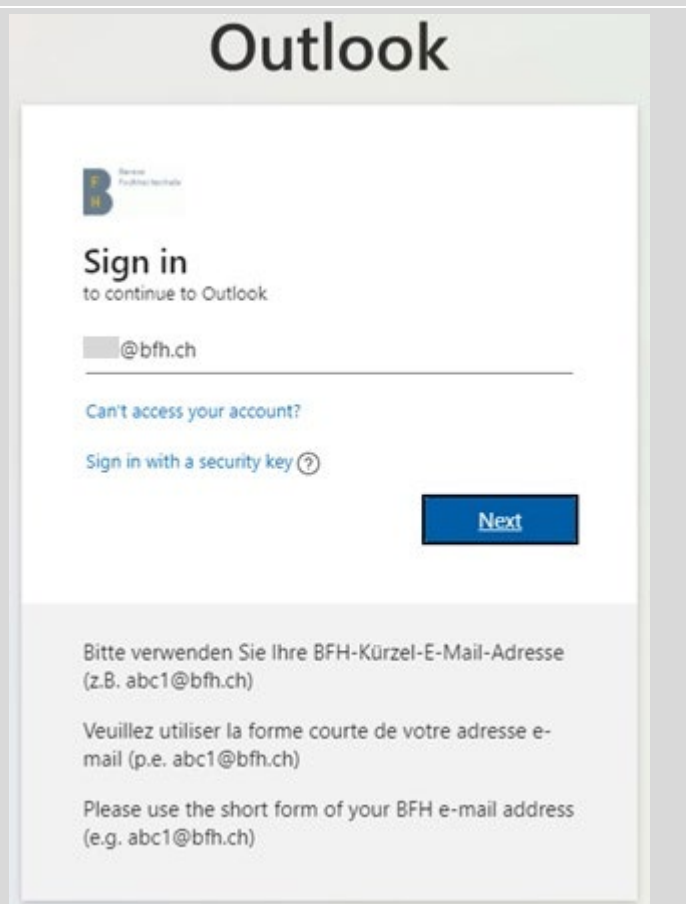 Outlook
B
F
H
Berner
Fachhochschule
Sign in
to continue to Outlook
@bfh.ch
Can't access your account?
Sign in with a security key ?
Next
Bitte verwenden Sie Ihre BFH-Kürzel-E-Mail-Adresse
(z.B. abc1@bfh.ch)
Veuillez utiliser la forme courte de votre adresse e-
mail (p.e. abc1@bfh.ch)
Please use the short form of your BFH e-mail address
(e.g. abc1@bfh.ch)